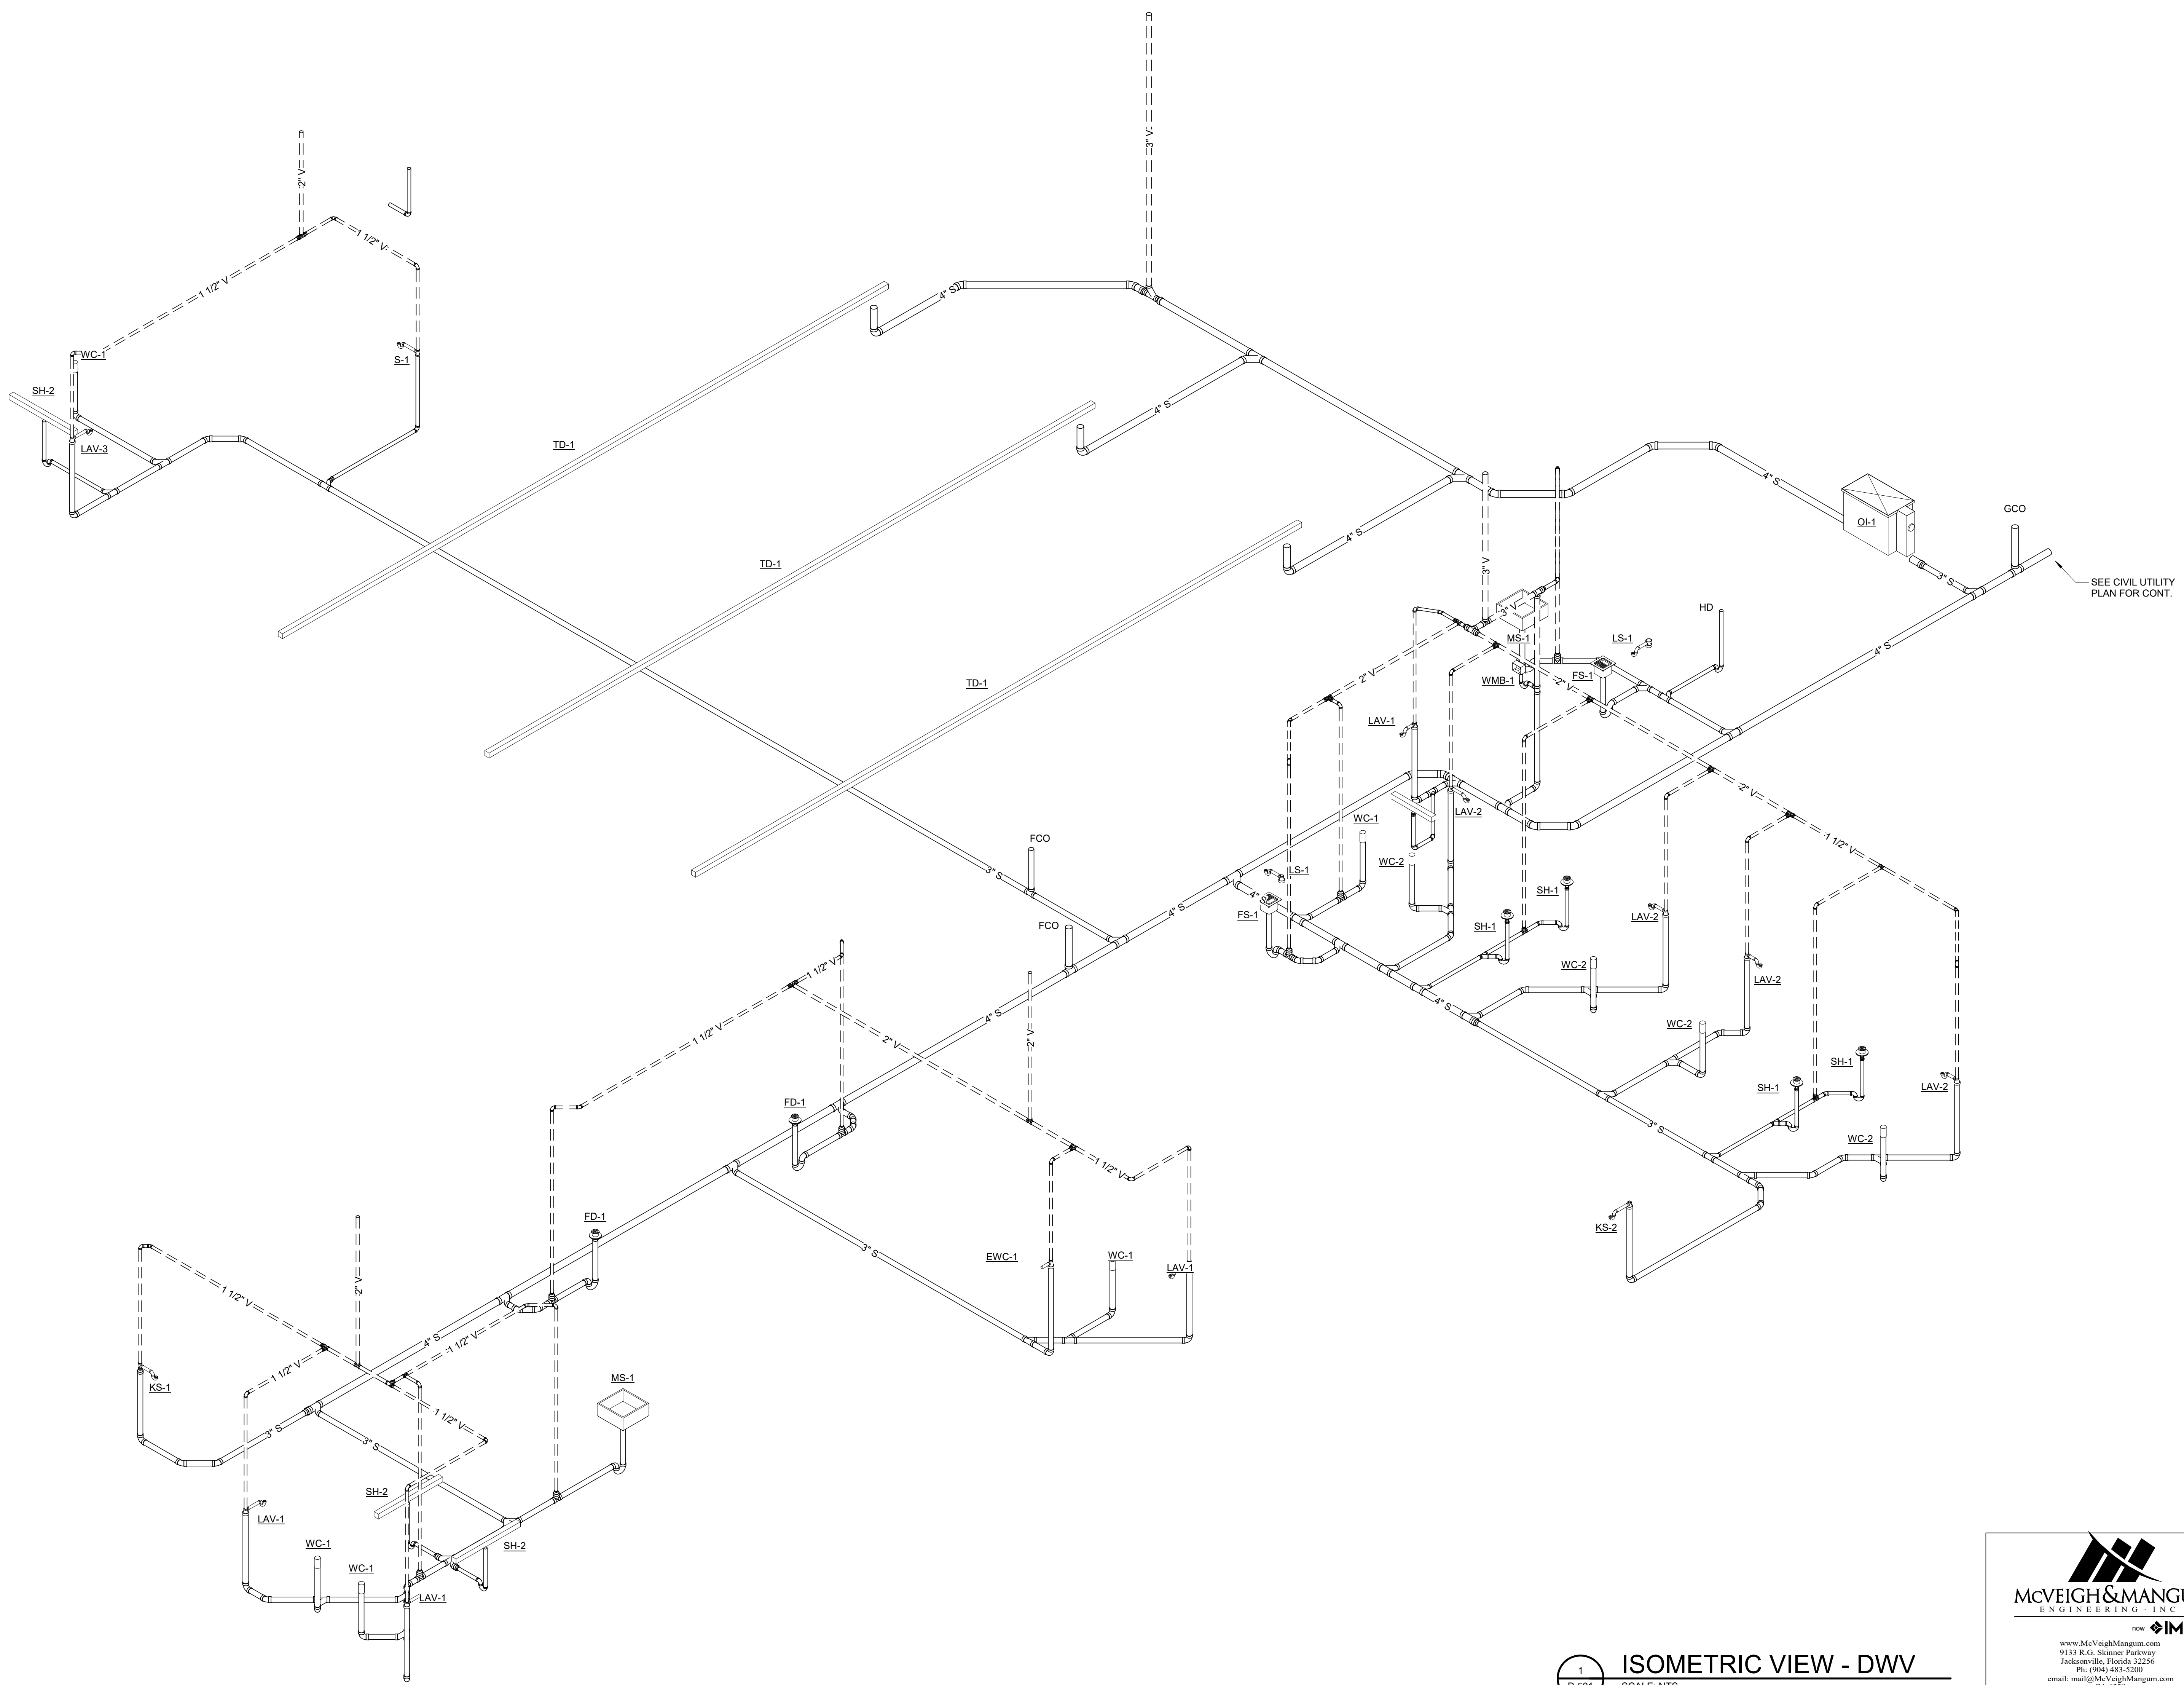 3" V
2" V
1 1/2" V
1 1/2" V
4" S
WC-1
S-1
SH-2
4" S
LAV-3
TD-1
4" S
OI-1
GCO
4" S
3" V
TD-1
3" S
SEE CIVIL UTILITY
PLAN FOR CONT.
3" V
HD
MS-1
LS-1
4" S
2" V
WMB-1
2" V
FS-1
TD-1
LAV-1
2" V
LAV-2
WC-1
1 1/2" V
FCO
WC-2
3" S
LS-1
4" S
SH-1
4" S
FS-1
SH-1
LAV-2
FCO
WC-2
1 1/2" V
LAV-2
4" S
4" S
1 1/2" V
2" V
2" V
WC-2
SH-1
SH-1
LAV-2
FD-1
3" S
WC-2
1 1/2" V
FD-1
KS-2
3" S
EWC-1
WC-1
LAV-1
2" V
1 1/2" V
4" S
1 1/2" V
1 1/2" V
KS-1
MS-1
1 1/2" V
3" S
3" S
SH-2
LAV-1
WC-1
SH-2
WC-1
LAV-1
McVEIGH&MANGU
ENGINEERING · INC
now IM
www.McVeighMangum.com
9133 R.G. Skinner Parkway
Jacksonville, Florida 32256
Ph: (904) 483-5200
email: mail@McVeighMangum.com
1
ISOMETRIC VIEW - DWV